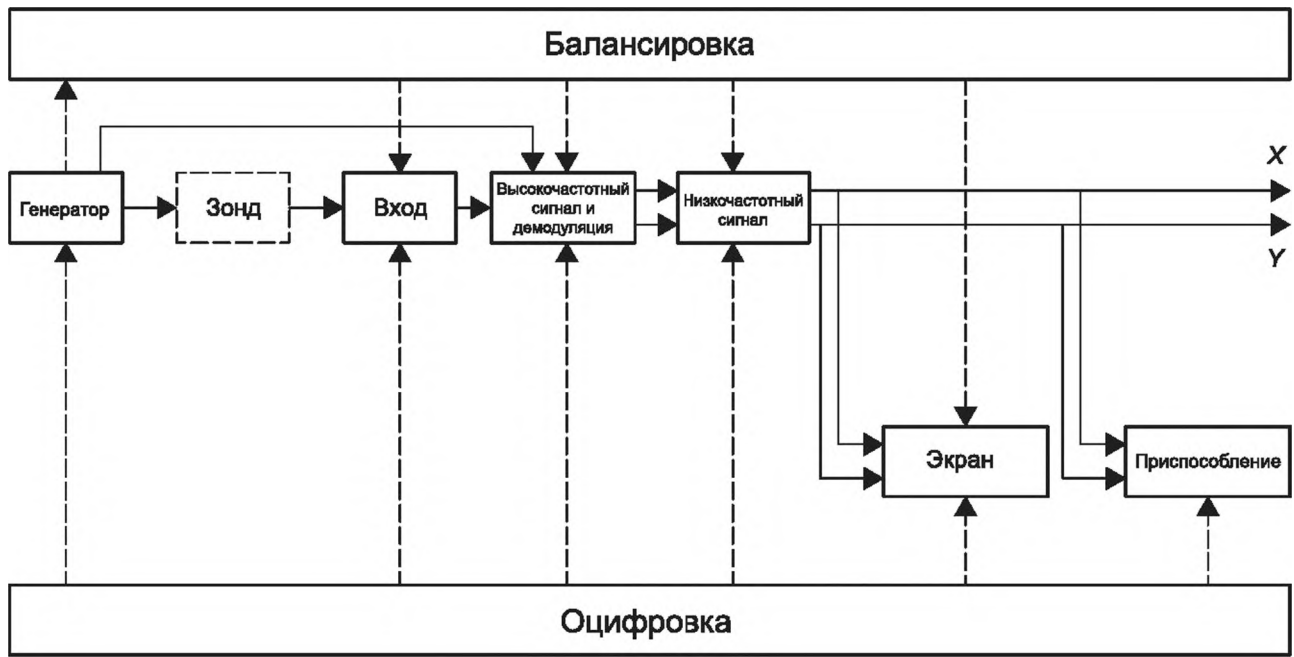 Балансировка
X
Генератор
Зонд
Вход
Высокочастотный
сигнал и
демодуляция
Низкочастотный
сигнал
Y
Экран
Приспособление
Оцифровка